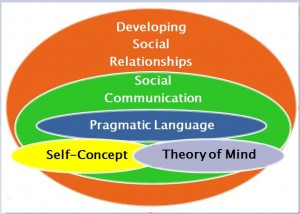 Developing
Social
Relationships
Social
Communication
Pragmatic Language
Self-Concept
Theory of Mind